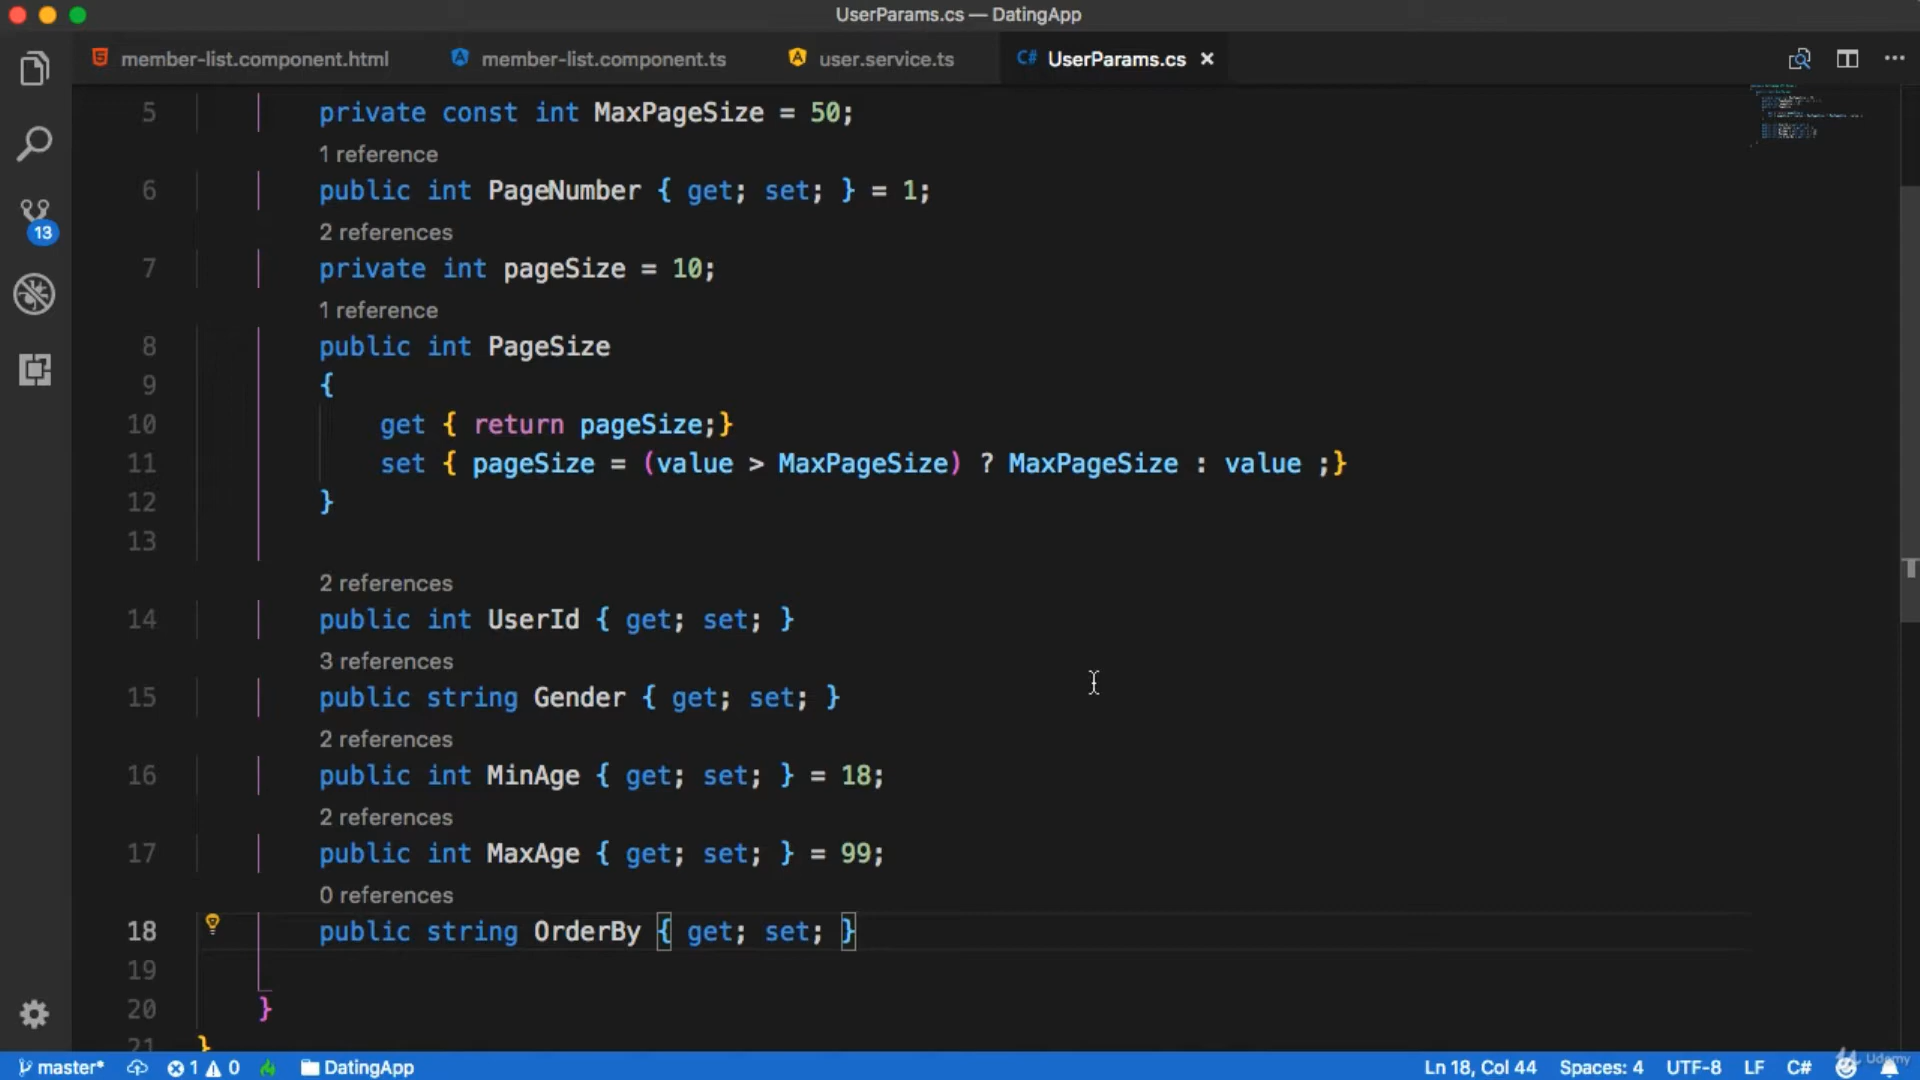 UserParams.cs — DatingApp
member-list.component.html member-list.component.ts user.service.ts C# UserParams.cs ×
5 private const int MaxPageSize = 50;
1 reference
6 public int PageNumber { get; set; } = 1;
2 references
7 private int pageSize = 10;
1 reference
8 public int PageSize
9 {
10 get { return pageSize;}
11 set { pageSize = (value > MaxPageSize) ? MaxPageSize : value ;}
12 }
13
2 references
14 public int UserId { get; set; }
3 references
15 public string Gender { get; set; }
2 references
16 public int MinAge { get; set; } = 18;
2 references
17 public int MaxAge { get; set; } = 99;
0 references
18 public string OrderBy { get; set; }
19
20 }
21 }
13
master* 1 0 DatingApp Ln 18, Col 44 Spaces: 4 UTF-8 LF C#
Udemy